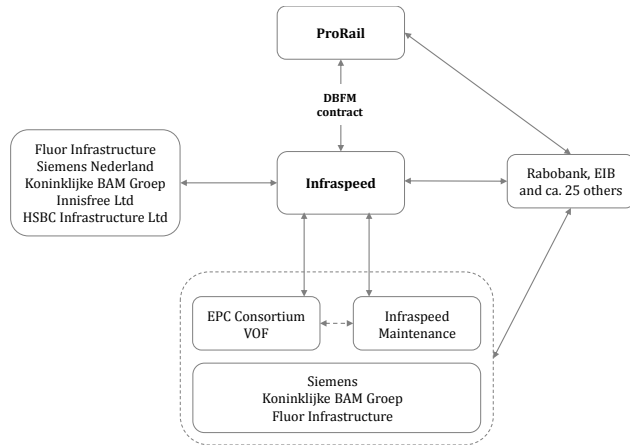 ProRail
DBFM
contract
Fluor Infrastructure
Siemens Nederland
Koninklijke BAM Groep
Innisfree Ltd
HSBC Infrastructure Ltd
Infraspeed
Rabobank, EIB
and ca. 25 others
EPC Consortium
VOF
Infraspeed
Maintenance
Siemens
Koninklijke BAM Groep
Fluor Infrastructure